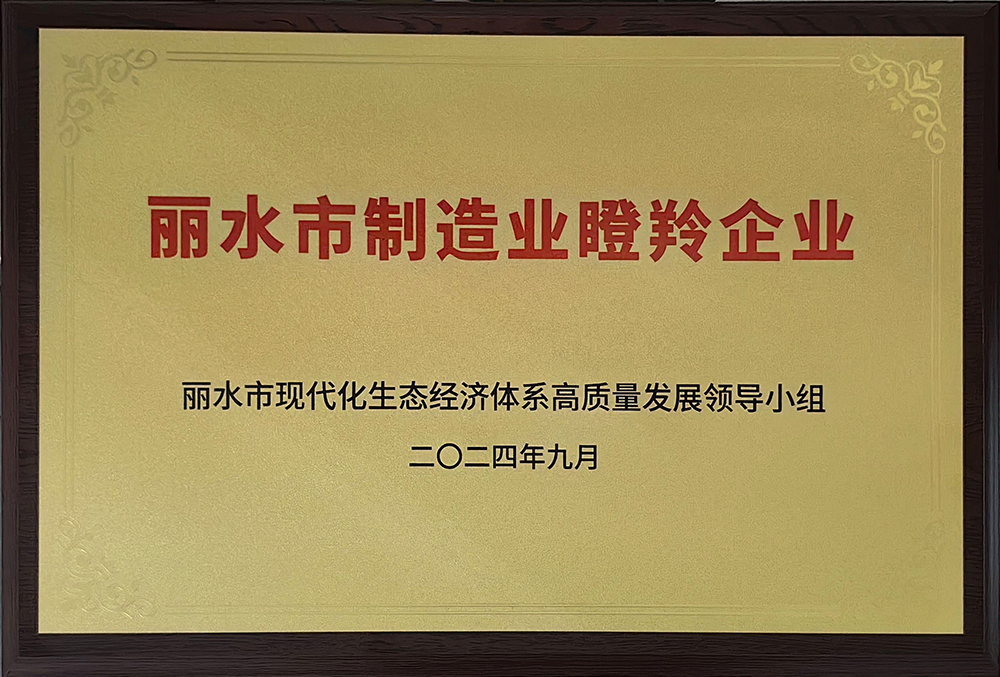 丽水市制造业瞪羚企业
丽水市现代化生态经济体系高质量发展领导小组
二〇二四年九月